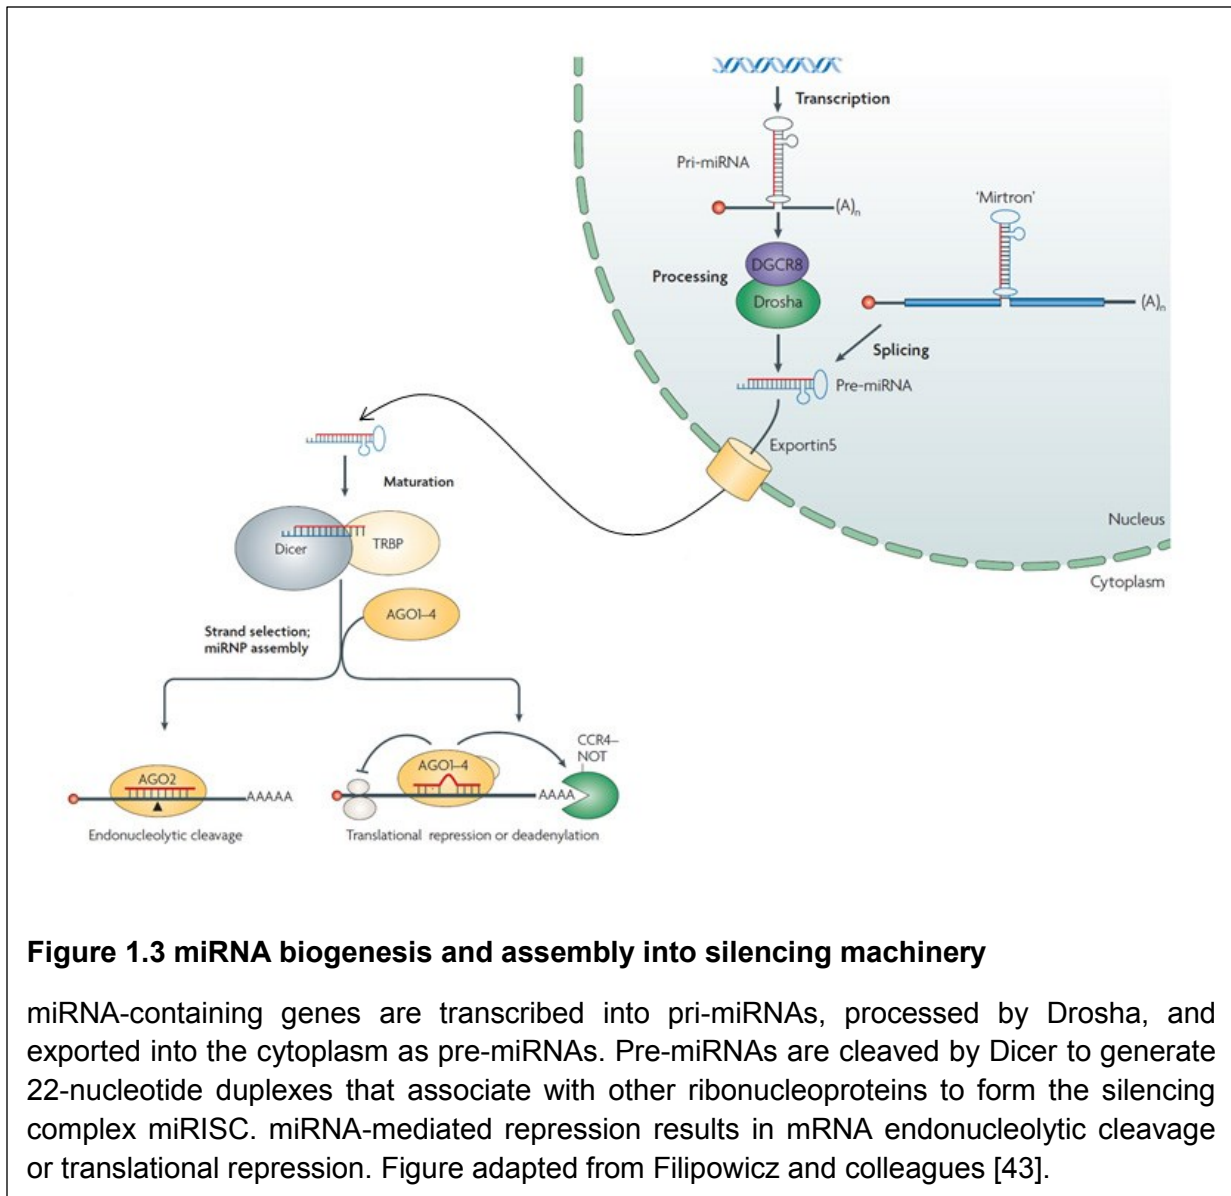 Transcription
Pri-miRNA
(A)n
'Mirtron'
DGCR8
Processing
Drosha
(A)n
Splicing
Pre-miRNA
Exportin5
Maturation
Nucleus
Dicer
TRBP
Cytoplasm
AGO1–4
Strand selection;
miRNP assembly
CCR4–
NOT
AGO2
AGO1–4
AAAAA
AAAA
Endonucleolytic cleavage
Translational repression or deadenylation
Figure 1.3 miRNA biogenesis and assembly into silencing machinery
miRNA-containing genes are transcribed into pri-miRNAs, processed by Drosha, and
exported into the cytoplasm as pre-miRNAs. Pre-miRNAs are cleaved by Dicer to generate
22-nucleotide duplexes that associate with other ribonucleoproteins to form the silencing
complex miRISC. miRNA-mediated repression results in mRNA endonucleolytic cleavage
or translational repression. Figure adapted from Filipowicz and colleagues [43].